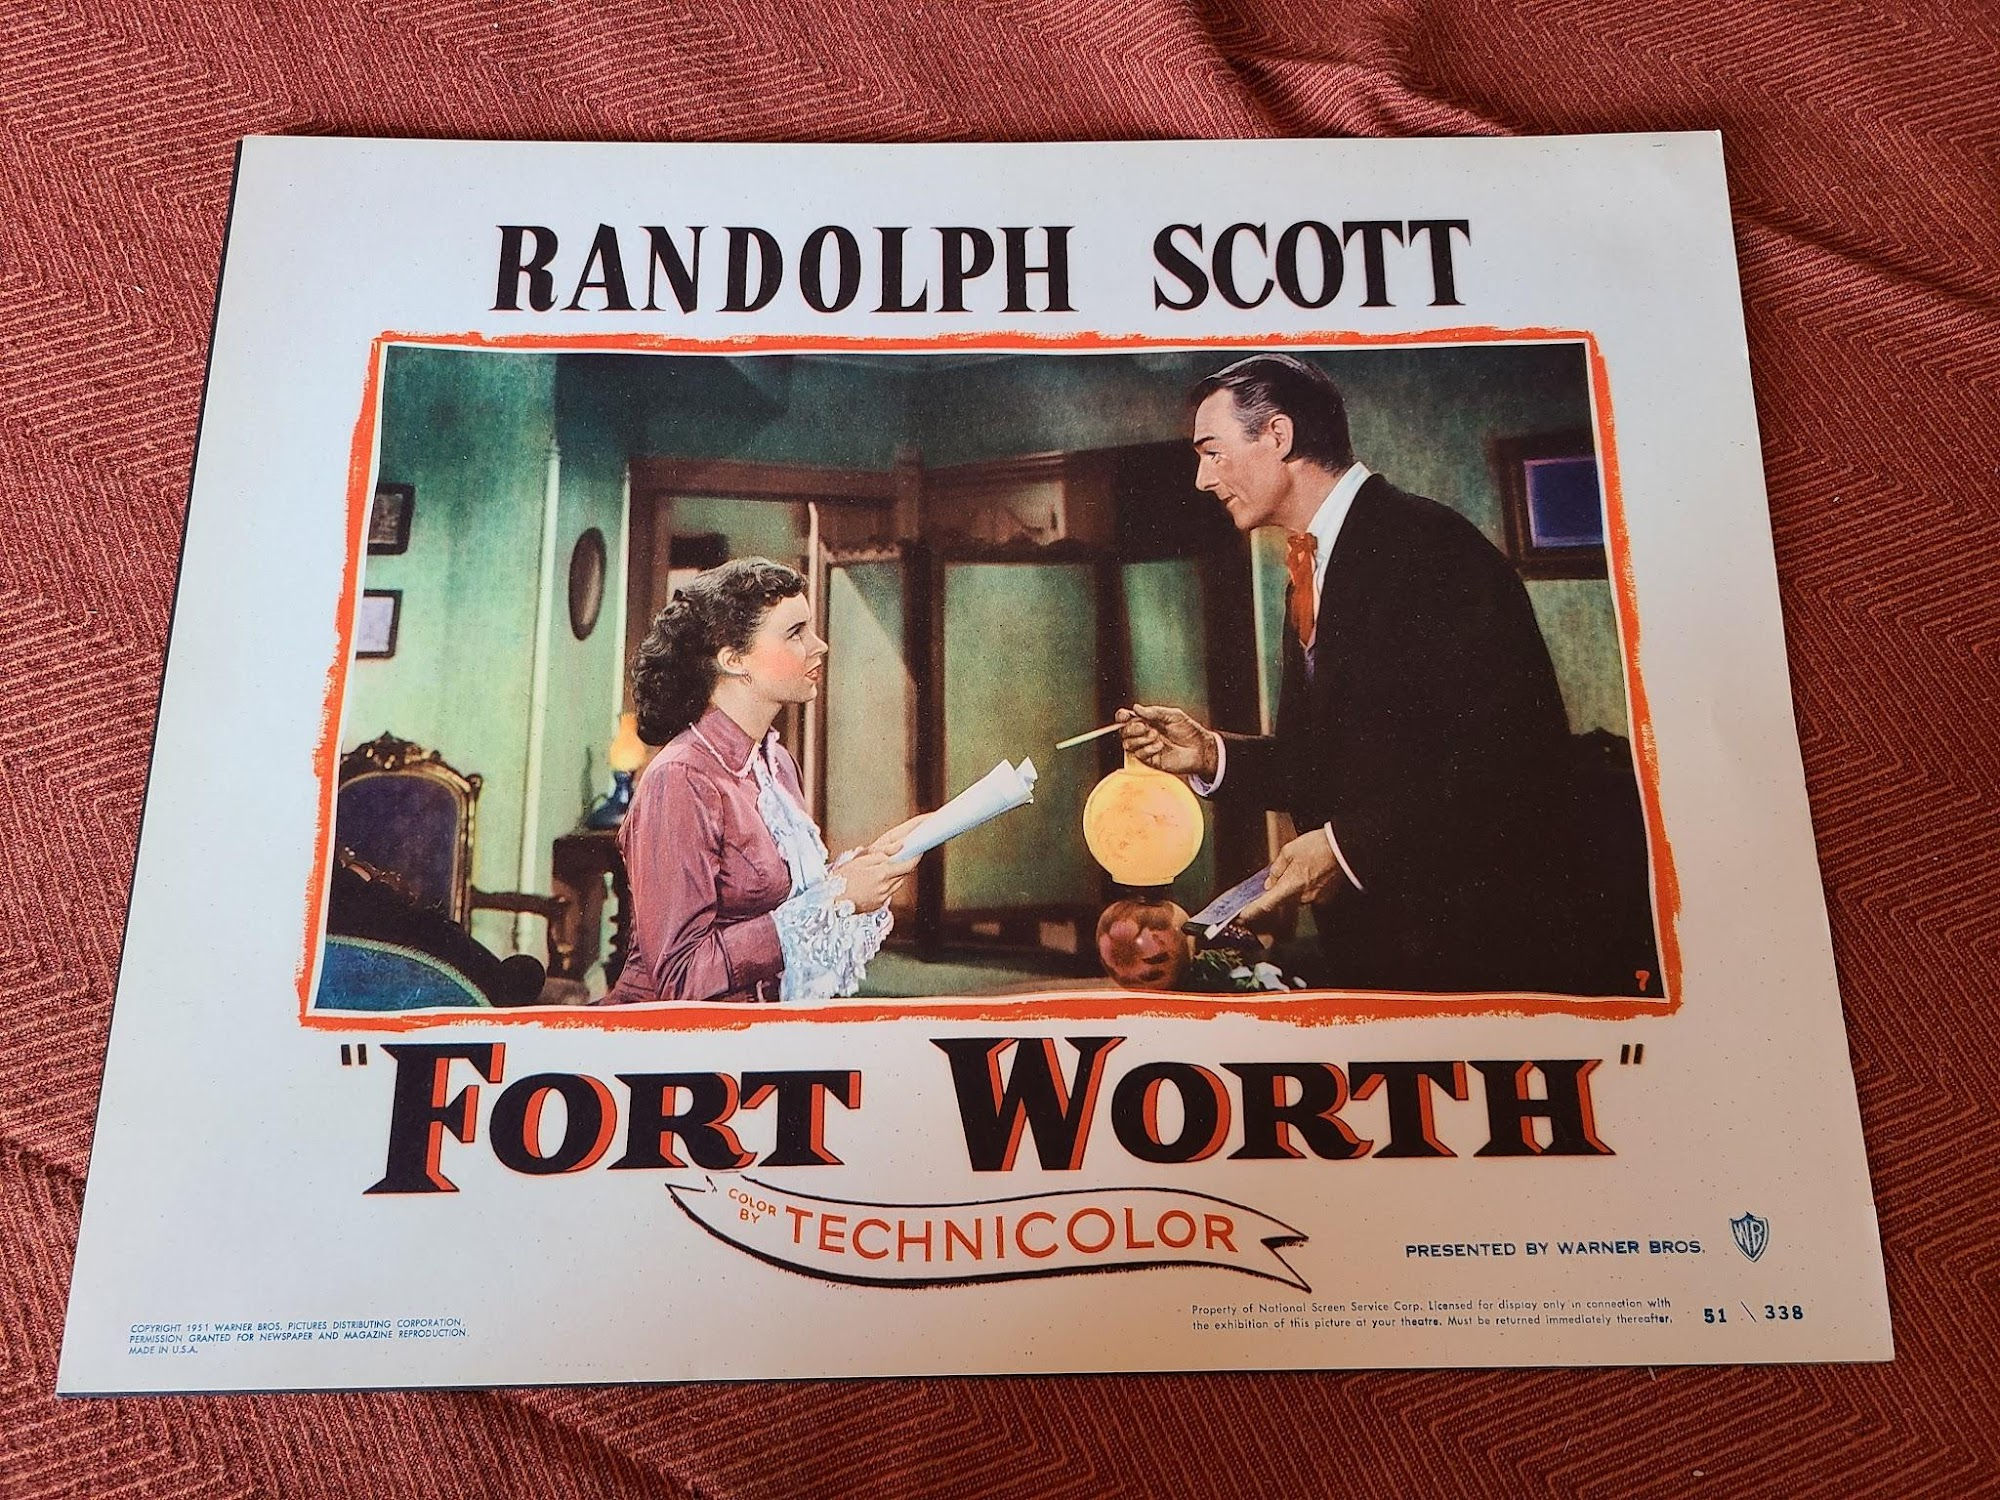 RANDOLPH SCOTT
7
"FORT WORTH"
COLOR BY TECHNICOLOR
PRESENTED BY WARNER BROS.
WB
COPYRIGHT 1951 WARNER BROS. PICTURES DISTRIBUTING CORPORATION.
PERMISSION GRANTED FOR NEWSPAPER AND MAGAZINE REPRODUCTION.
MADE IN U.S.A.
Property of National Screen Service Corp. Licensed for display only in connection with
the exhibition of this picture at your theatre. Must be returned immediately thereafter.
51 \ 338